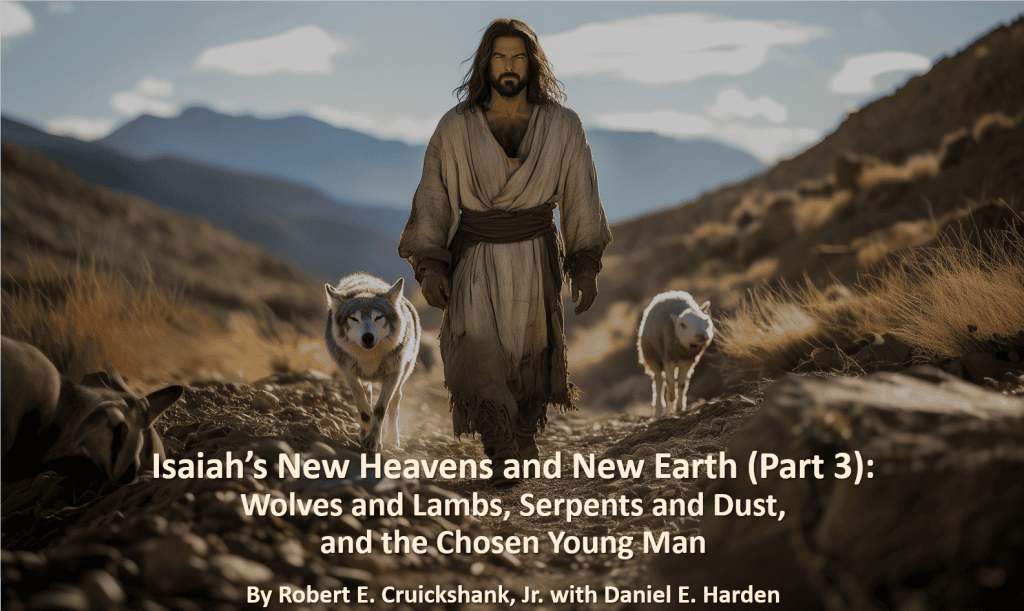 Isaiah’s New Heavens and New Earth (Part 3):
Wolves and Lambs, Serpents and Dust,
and the Chosen Young Man
By Robert E. Cruickshank, Jr. with Daniel E. Harden